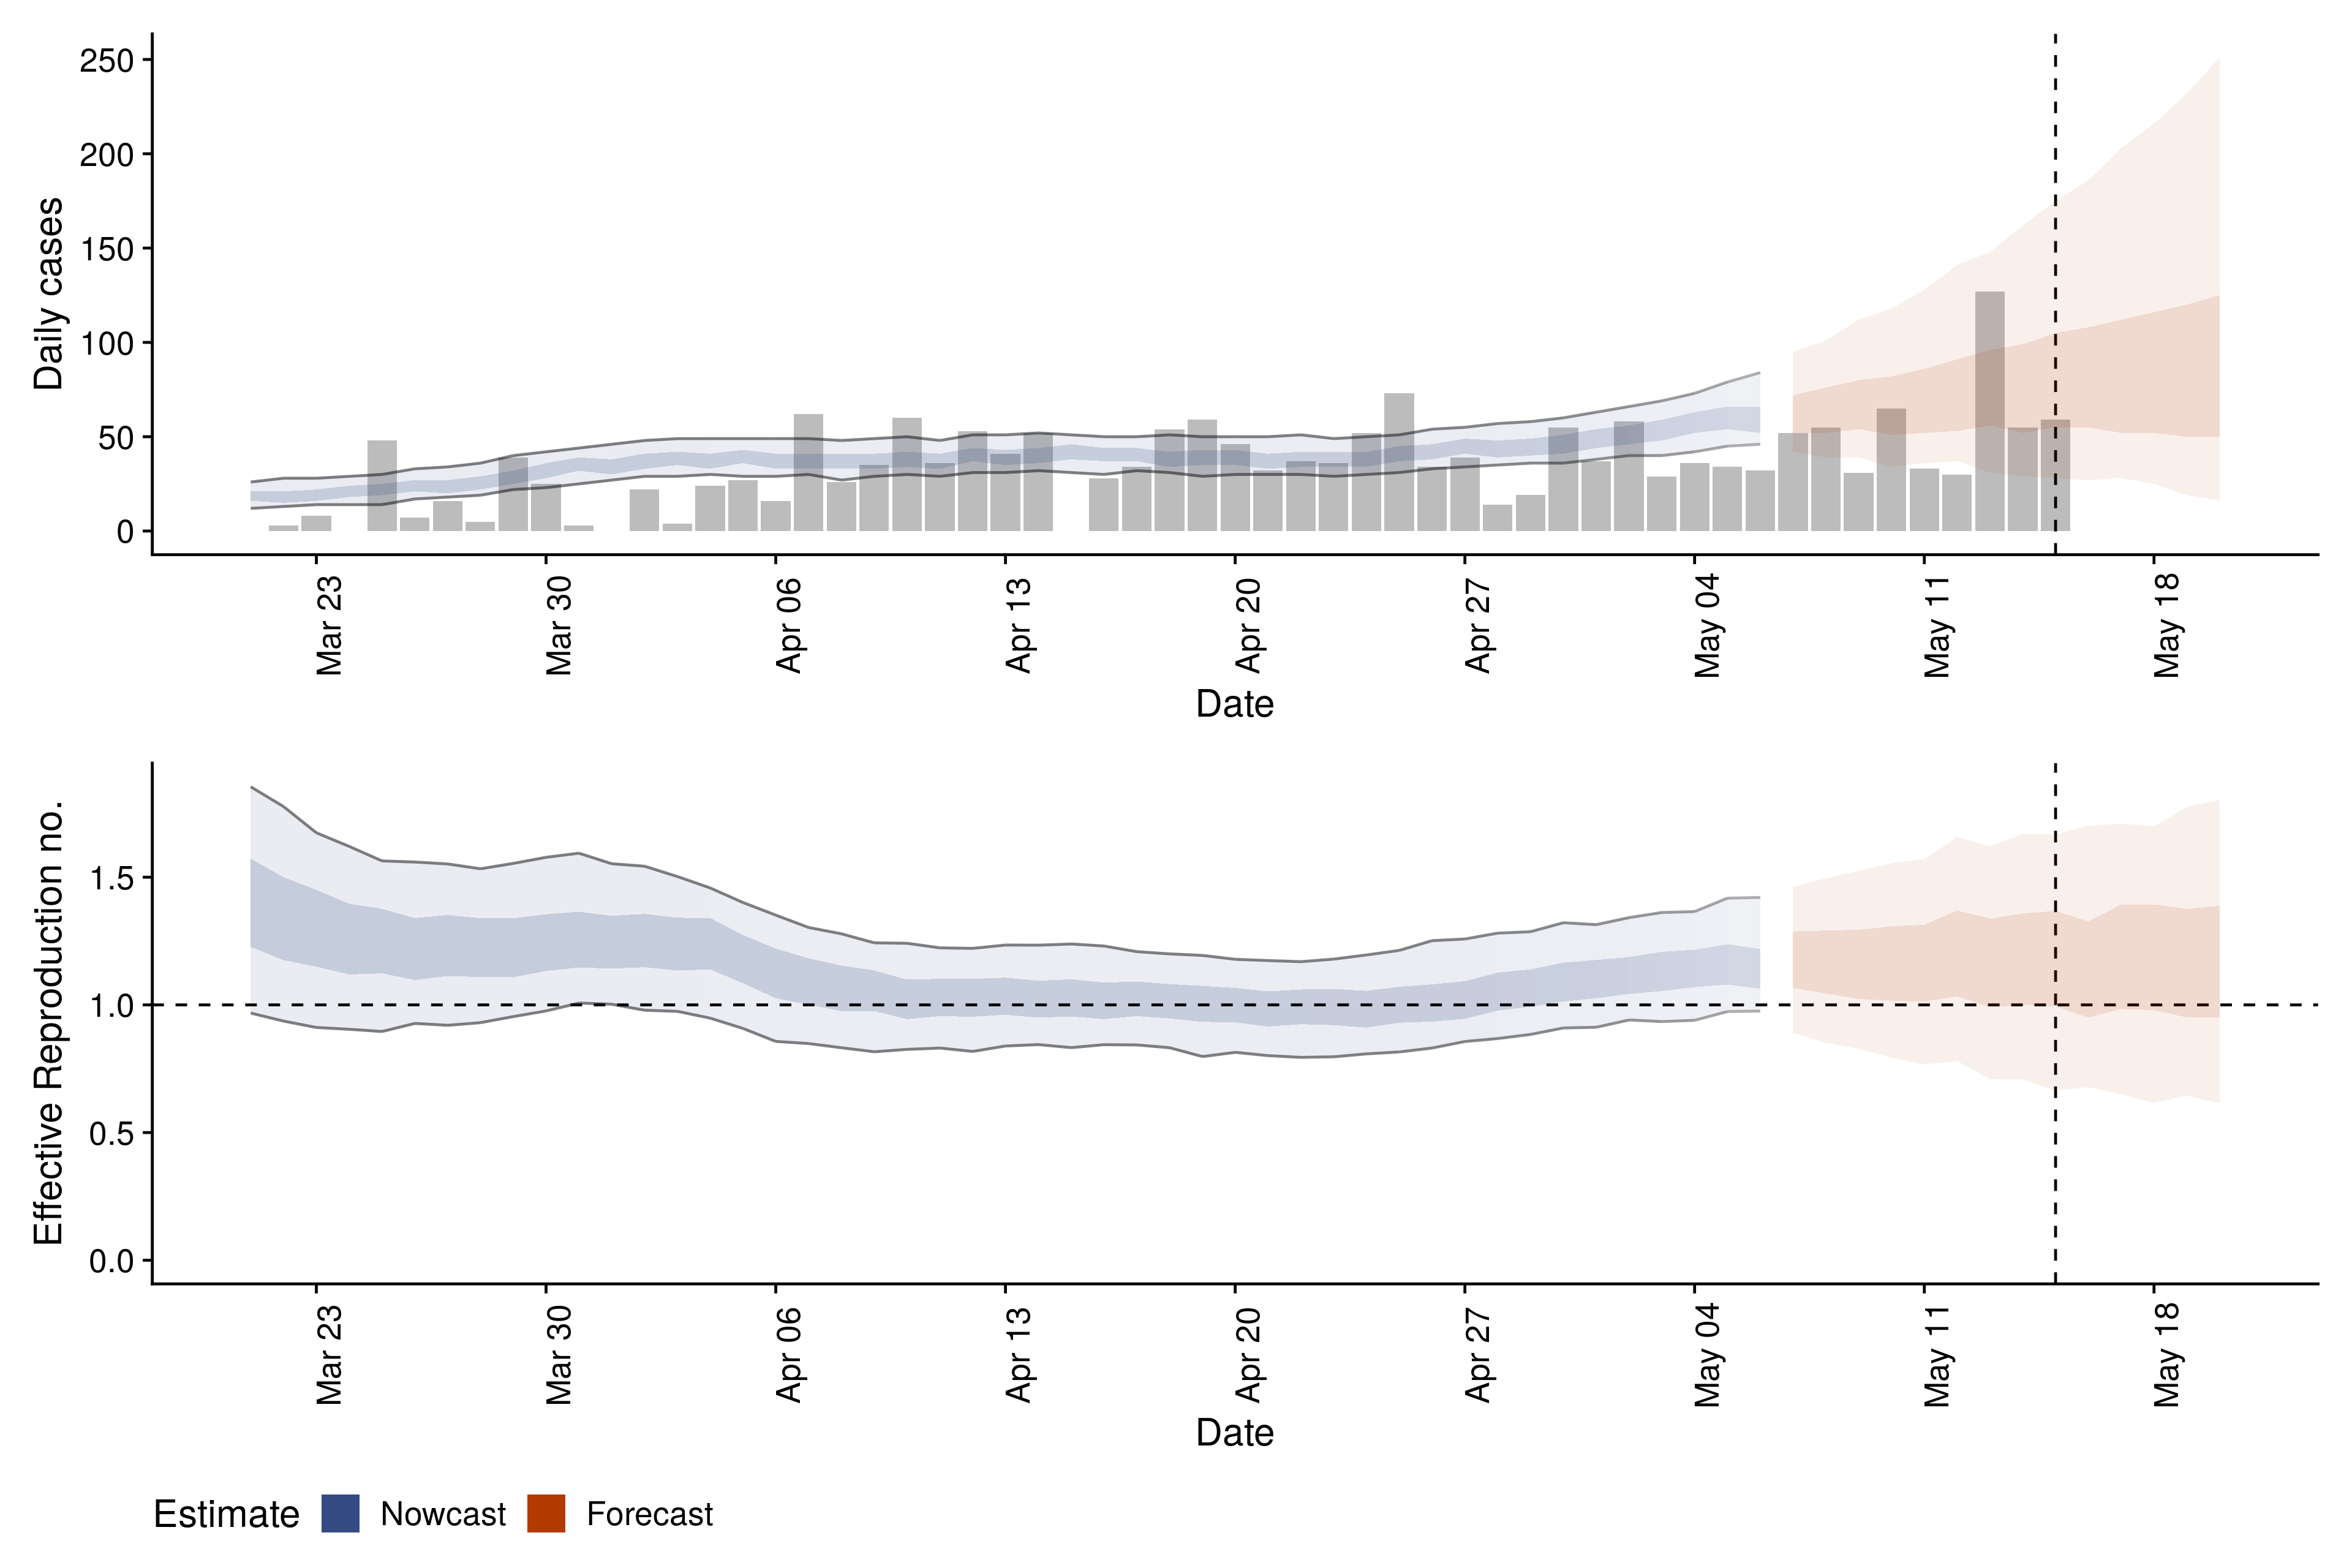 250
200
150
100
50
0
Daily cases
Mar 23
Mar 30
Apr 06
Apr 13
Apr 20
Apr 27
May 04
May 11
May 18
Date
1.5
1.0
0.5
0.0
Effective Reproduction no.
Mar 23
Mar 30
Apr 06
Apr 13
Apr 20
Apr 27
May 04
May 11
May 18
Date
Estimate Nowcast Forecast